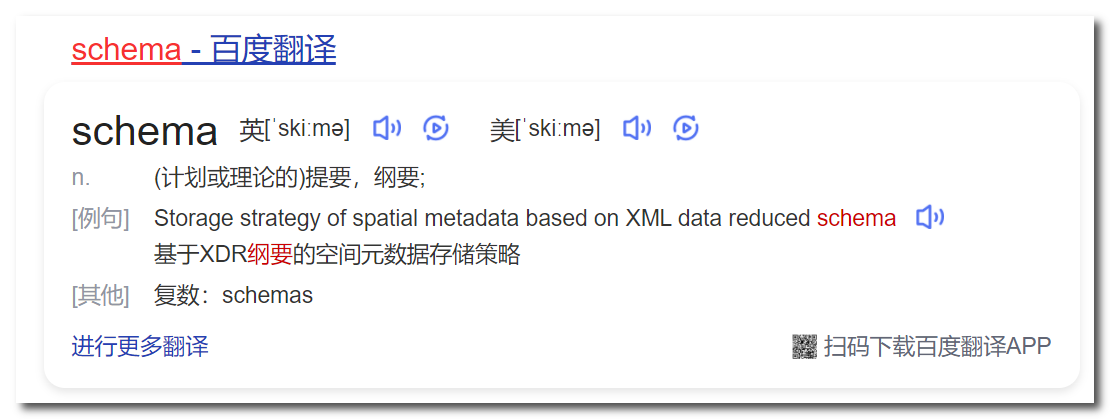 schema - 百度翻译
schema 英[ˈskiːmə] 美[ˈskiːmə]
n. (计划或理论的)提要，纲要;
[例句] Storage strategy of spatial metadata based on XML data reduced schema
基于XDR纲要的空间元数据存储策略
[其他] 复数：schemas
进行更多翻译 扫码下载百度翻译APP